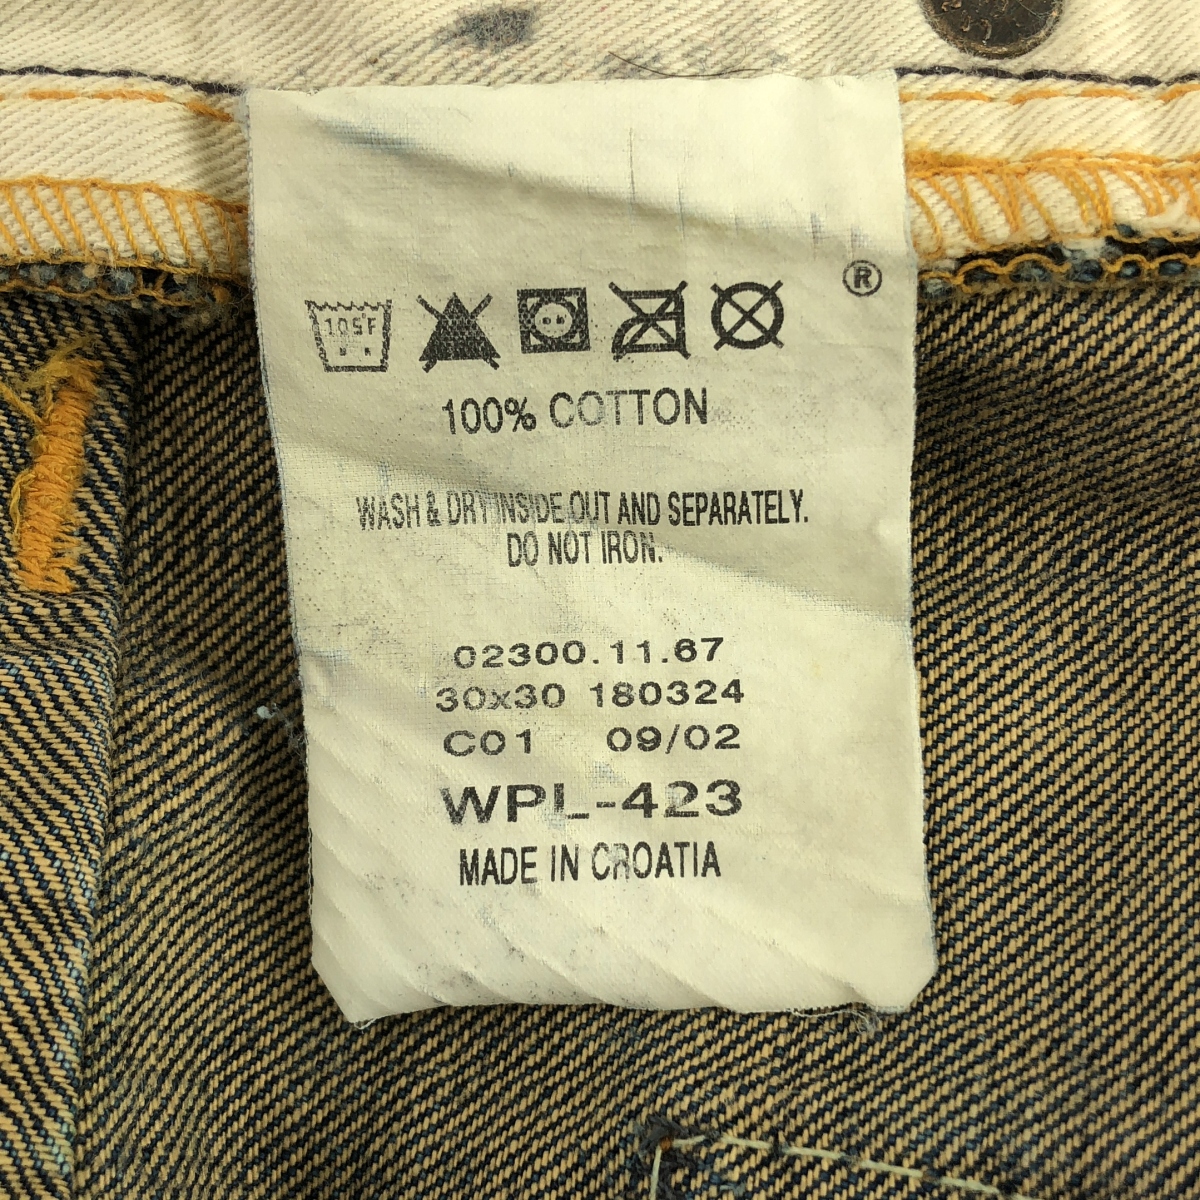 ®
105F
100% COTTON
WASH & DRY INSIDE OUT AND SEPARATELY.
DO NOT IRON.
02300.11.67
30x30 180324
C01 09/02
WPL-423
MADE IN CROATIA